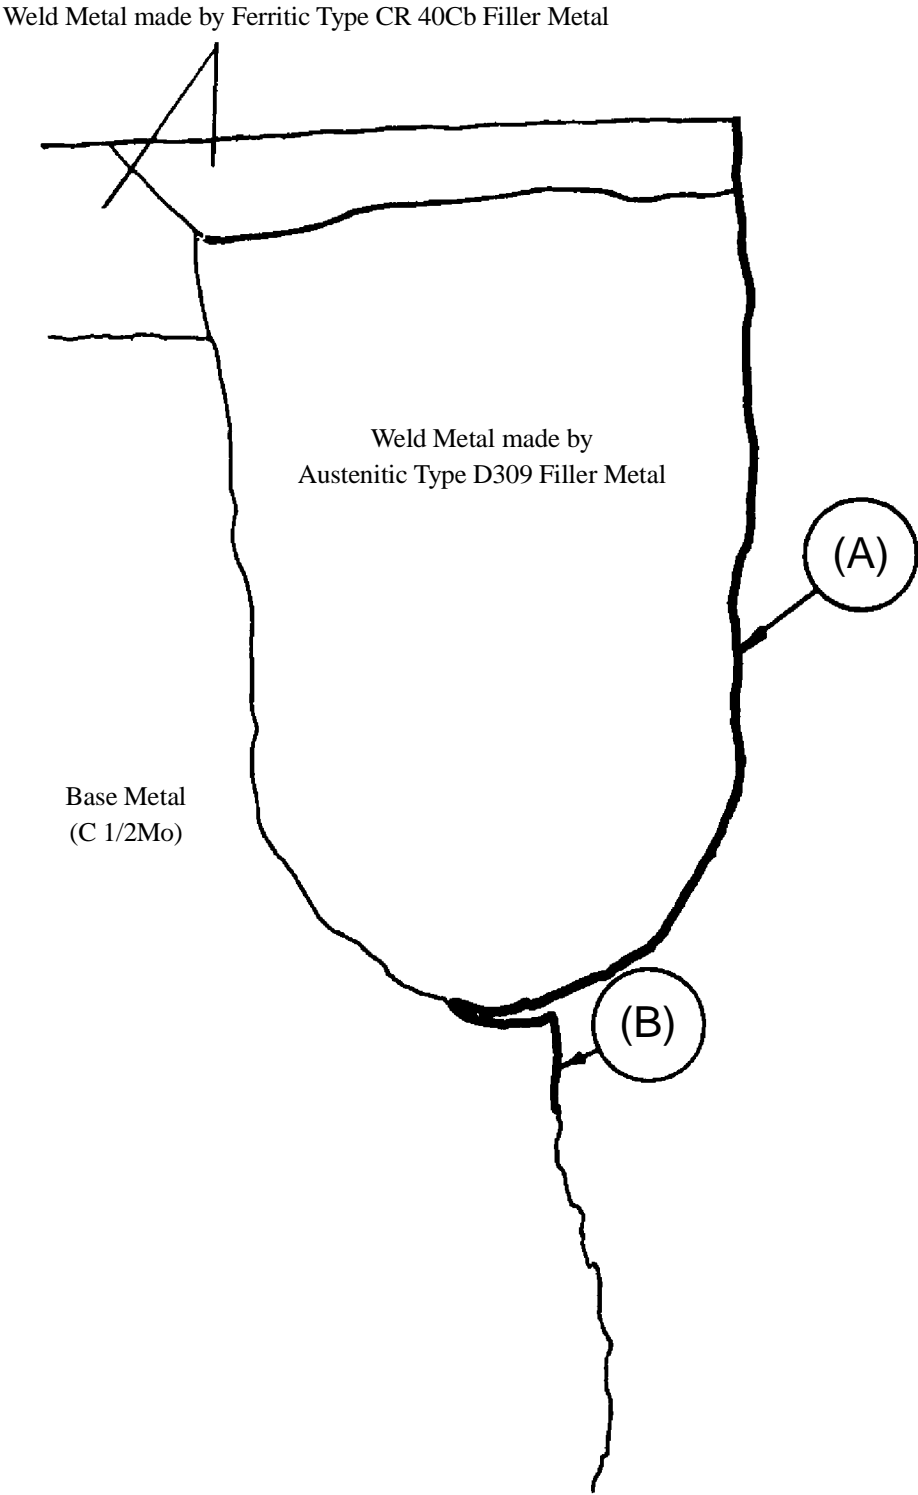 Weld Metal made by Ferritic Type CR 40Cb Filler Metal
Weld Metal made by
Austenitic Type D309 Filler Metal
(A)
Base Metal
(C 1/2Mo)
(B)